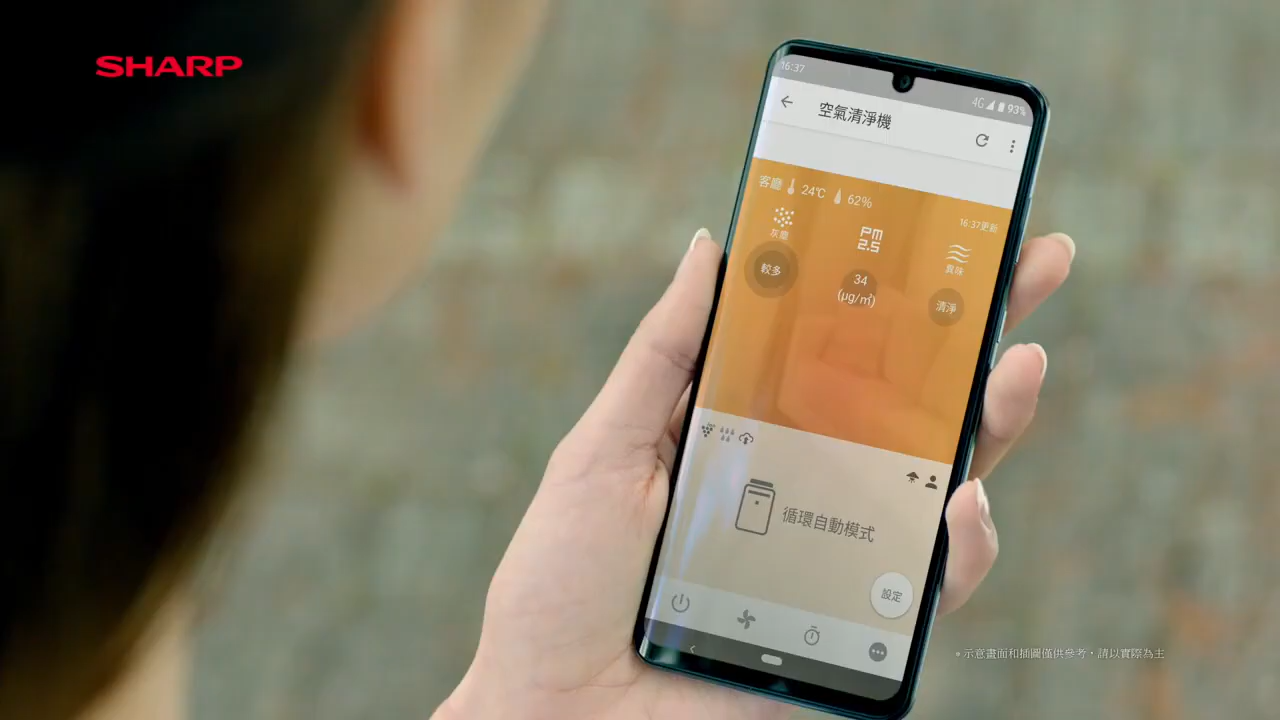 SHARP
16:37
4G 93%
空氣清淨機
客廳 24℃ 62%
16:37更新
灰塵
PM
2.5
異味
較多
34
(μg/m³)
清淨
循環自動模式
設定
*示意畫面和插圖僅供參考，請以實際為主